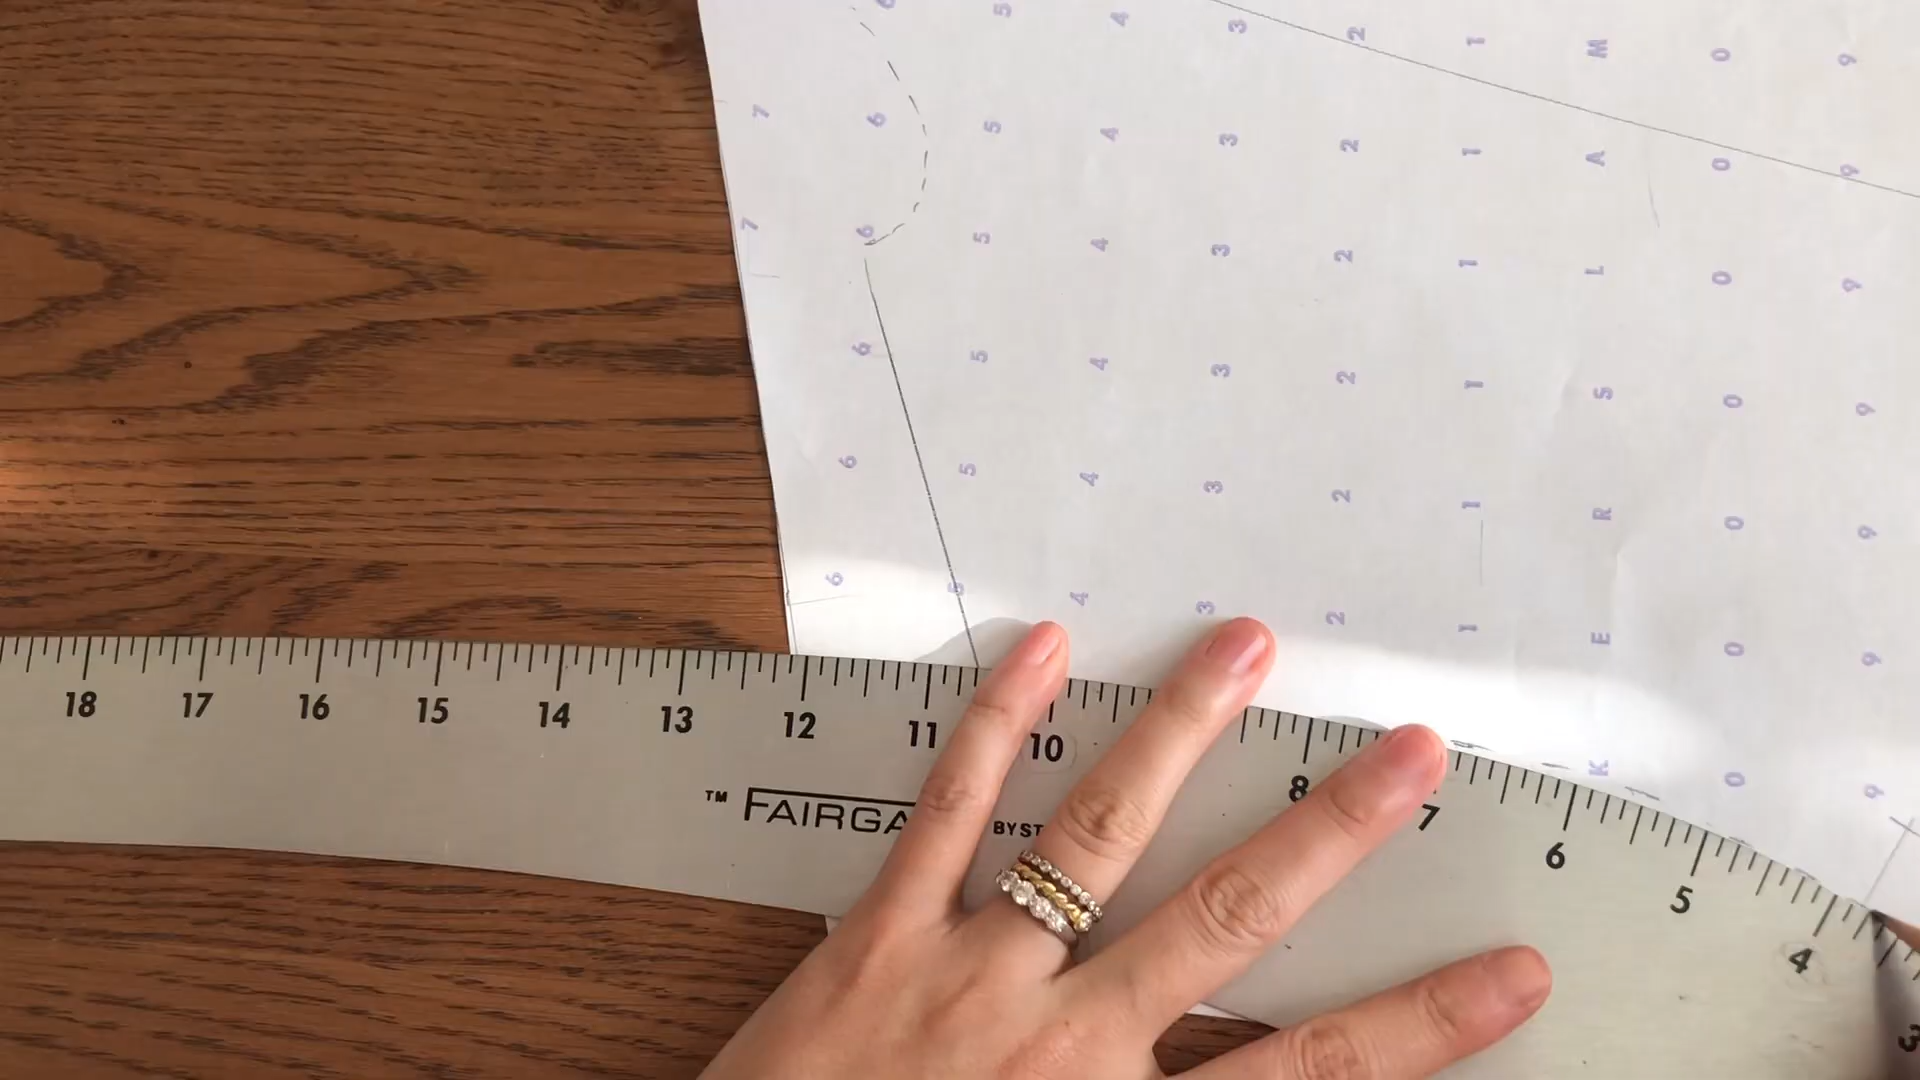 6 5 4 3 2 1 M 0 9
7 6 5 4 3 2 1 A 0 9
7 6 5 4 3 2 1 L 0 9
6 5 4 3 2 1 S 0 9
6 5 4 3 2 1 R 0 9
6 5 4 3 2 1 E 0 9
K 0 9
18 17 16 15 14 13 12 11 10 8 7 6 5 4 3
™ FAIRGA BY ST